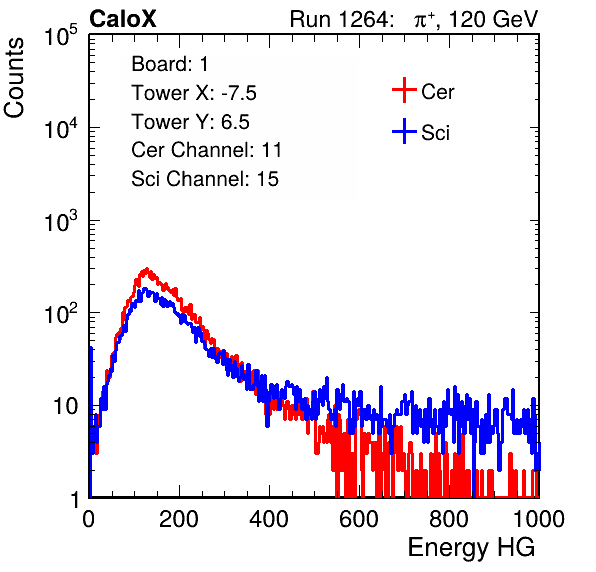 CaloX Run 1264: π⁺, 120 GeV
Counts
Board: 1
Tower X: -7.5
Tower Y: 6.5
Cer Channel: 11
Sci Channel: 15
Cer
Sci
10⁵
10⁴
10³
10²
10
1
0 200 400 600 800 1000
Energy HG